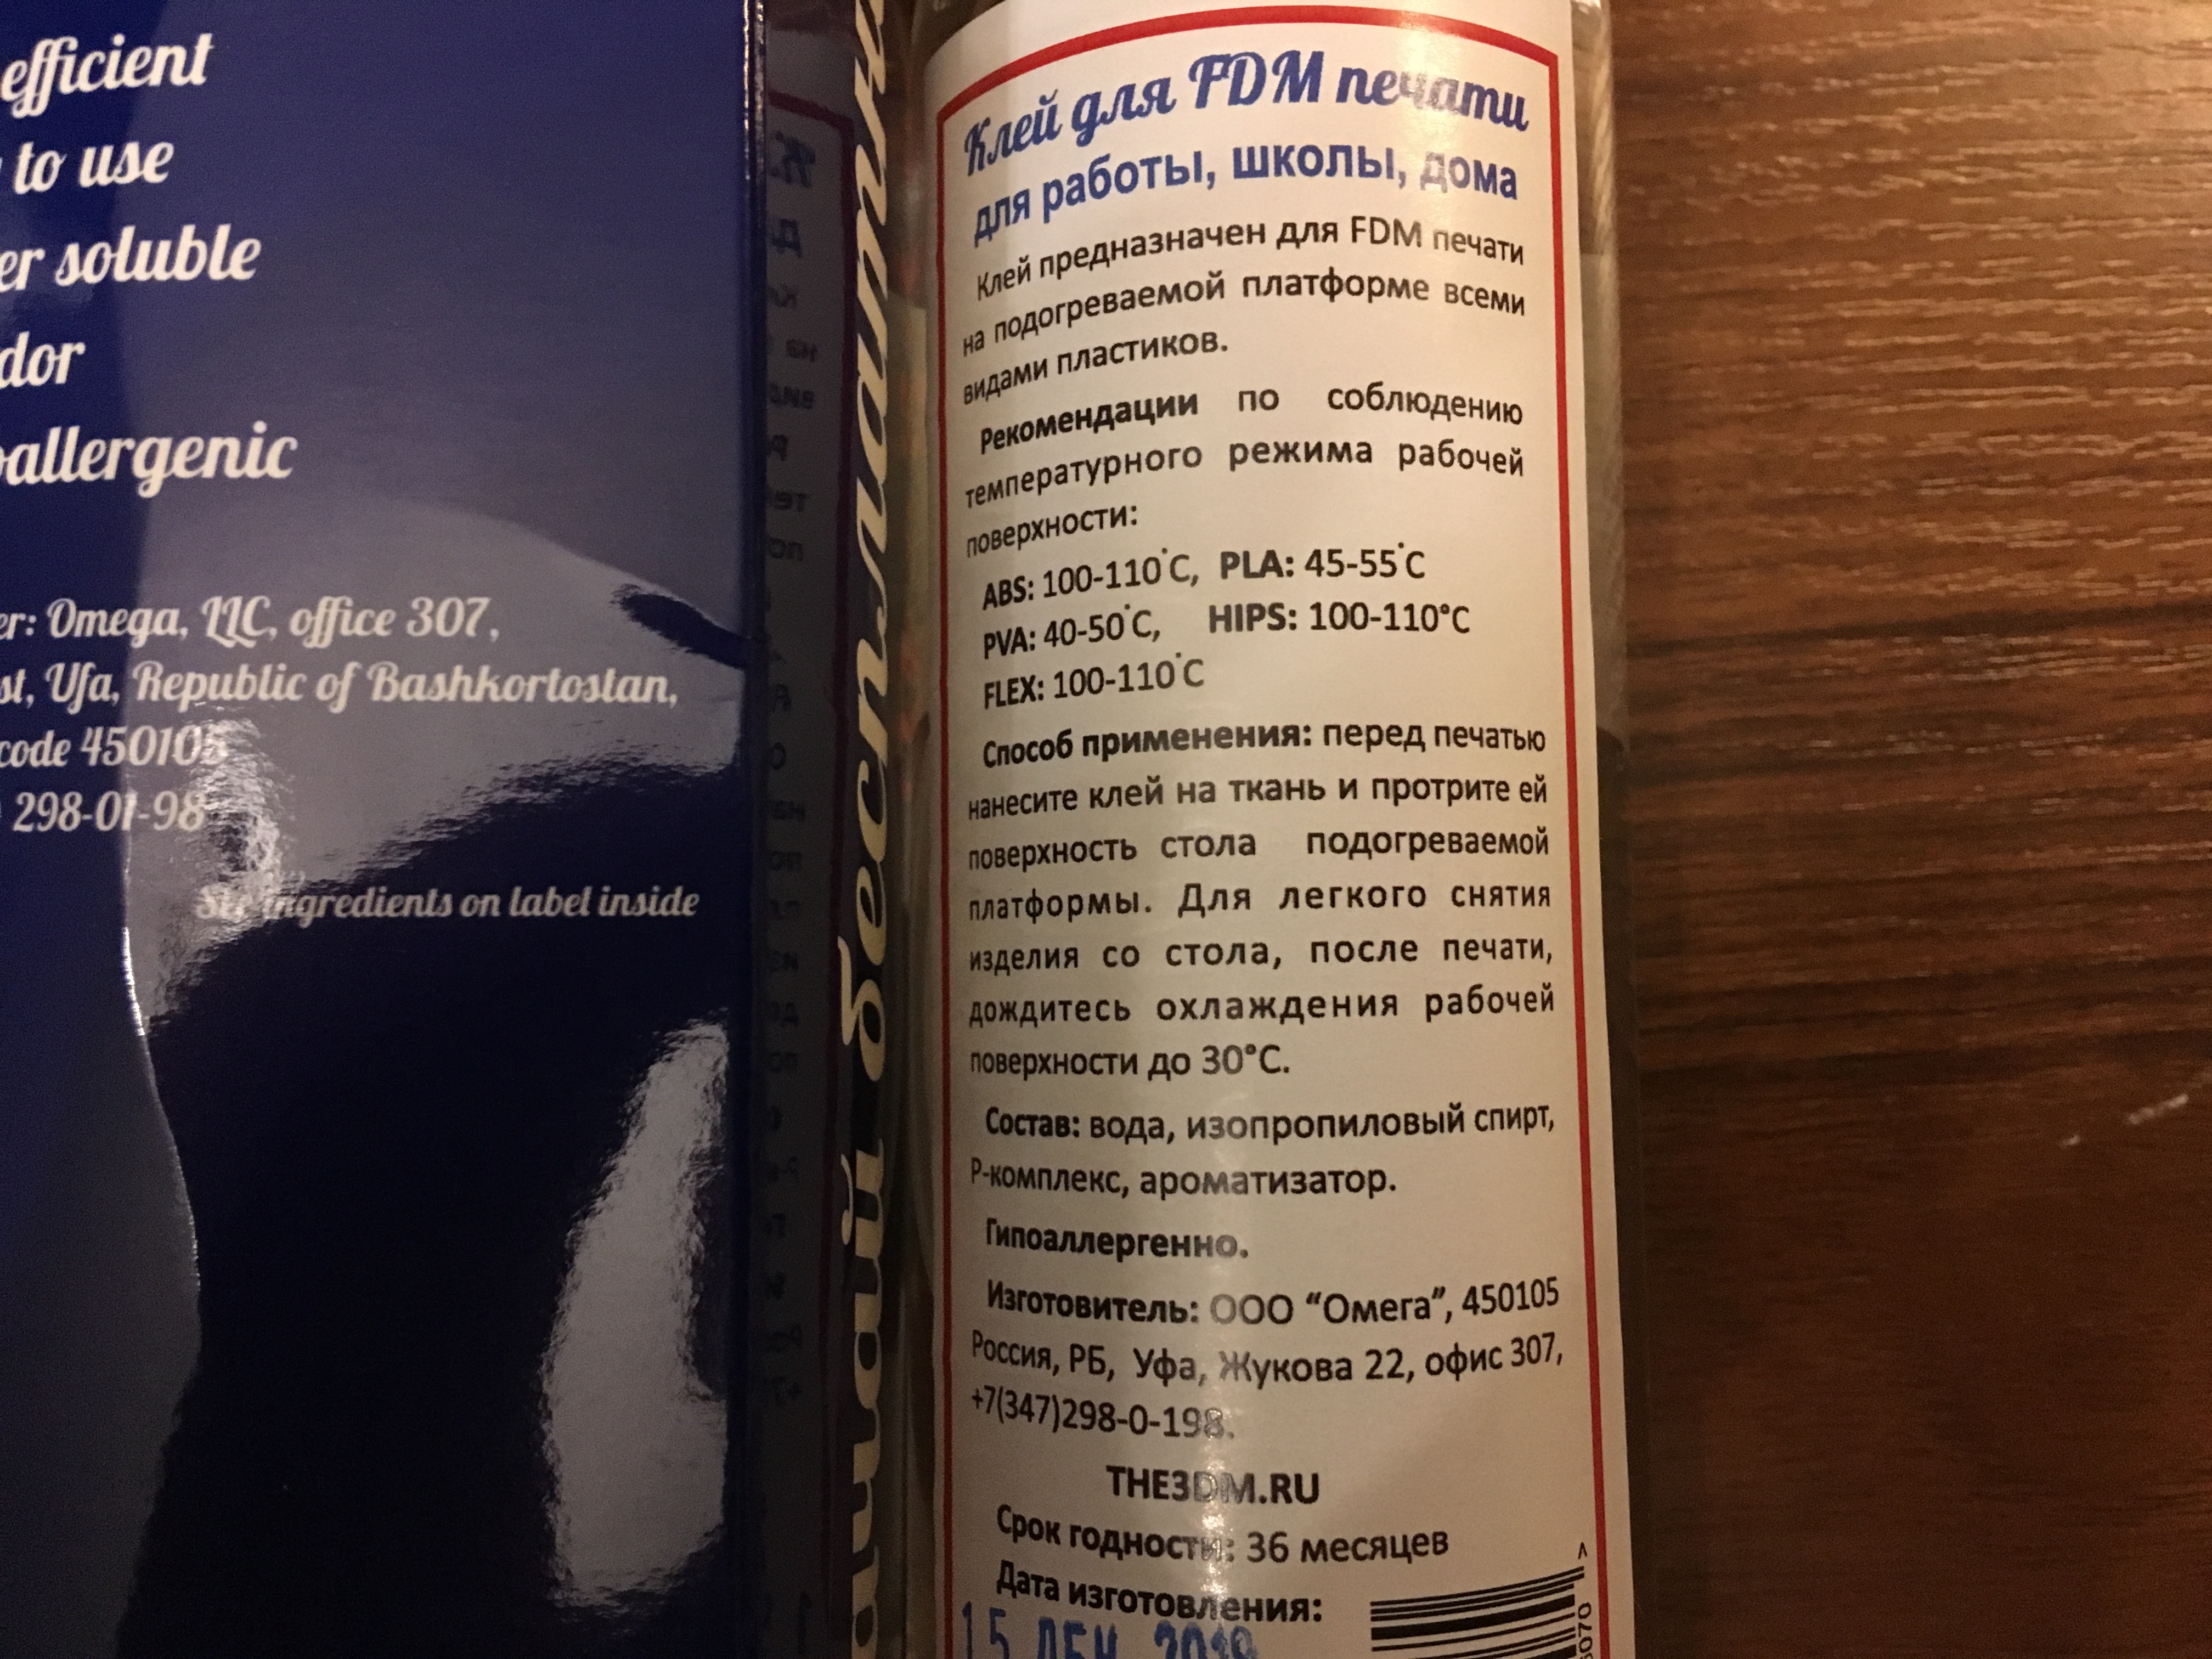 efficient
to use
soluble
allergenic
Omega, LLC, office 307,
st, Ufa, Republic of Bashkortostan,
code 450105
298-01-98
See ingredients on label inside
Клей для FDM печати
для работы, школы, дома
Клей предназначен для FDM печати
на подогреваемой платформе всеми
видами пластиков.
Рекомендации по соблюдению
температурного режима рабочей
поверхности:
ABS: 100-110°C, PLA: 45-55°C
PVA: 40-50°C, HIPS: 100-110°C
FLEX: 100-110°C
Способ применения: перед печатью
нанесите клей на ткань и протрите ей
поверхность стола подогреваемой
платформы. Для легкого снятия
изделия со стола, после печати,
дождитесь охлаждения рабочей
поверхности до 30°C.
Состав: вода, изопропиловый спирт,
Р-комплекс, ароматизатор.
Гипоаллергенно.
Изготовитель: ООО “Омега”, 450105
Россия, РБ, Уфа, Жукова 22, офис 307,
+7(347)298-0-198.
THE3DM.RU
Срок годности: 36 месяцев
Дата изготовления:
15 ДЕК 2019